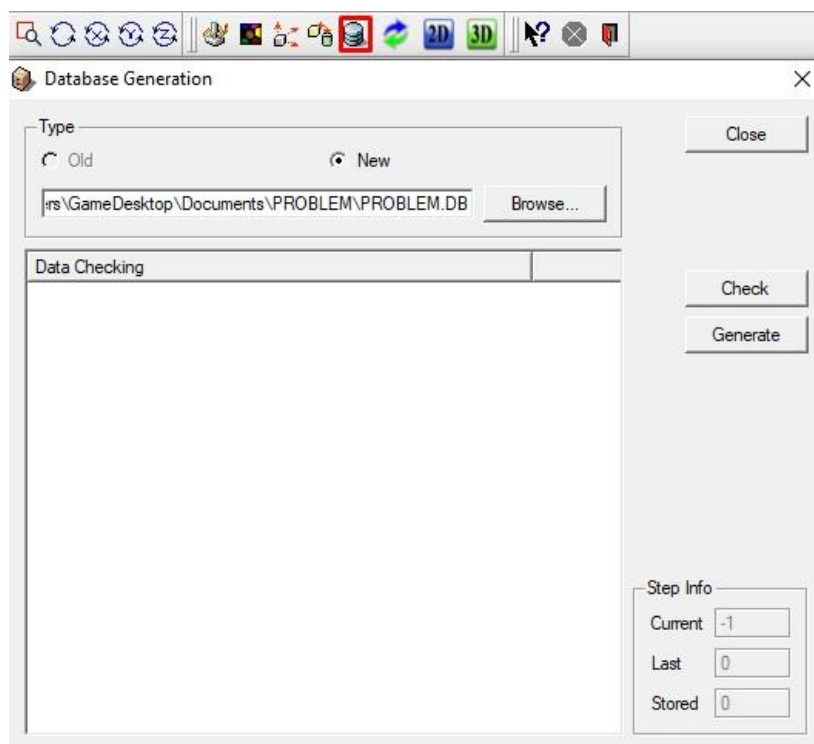 2D 3D
Database Generation
Type
Old New
rs\GameDesktop\Documents\PROBLEM\PROBLEM.DB Browse...
Close
Data Checking
Check
Generate
Step Info
Current -1
Last 0
Stored 0